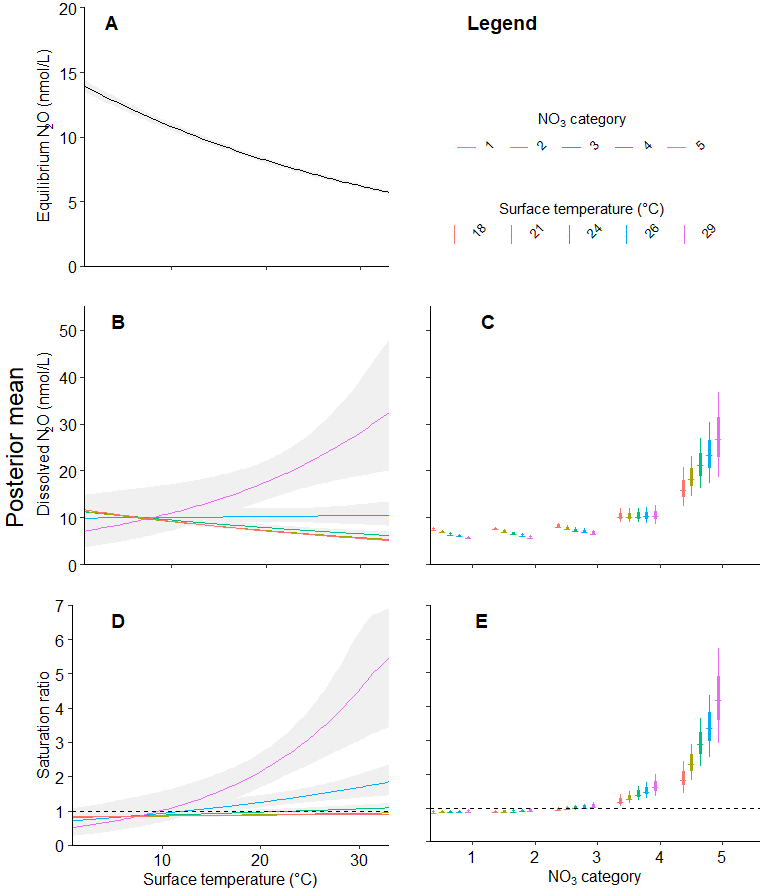 A
Legend
20
15
10
5
0
Equilibrium N2O (nmol/L)
NO3 category
1 2 3 4 5
Surface temperature (°C)
18 21 24 26 29
Posterior mean
B
C
50
40
30
20
10
0
Dissolved N2O (nmol/L)
D
E
7
6
5
4
3
2
1
0
Saturation ratio
10 20 30
Surface temperature (°C)
1 2 3 4 5
NO3 category